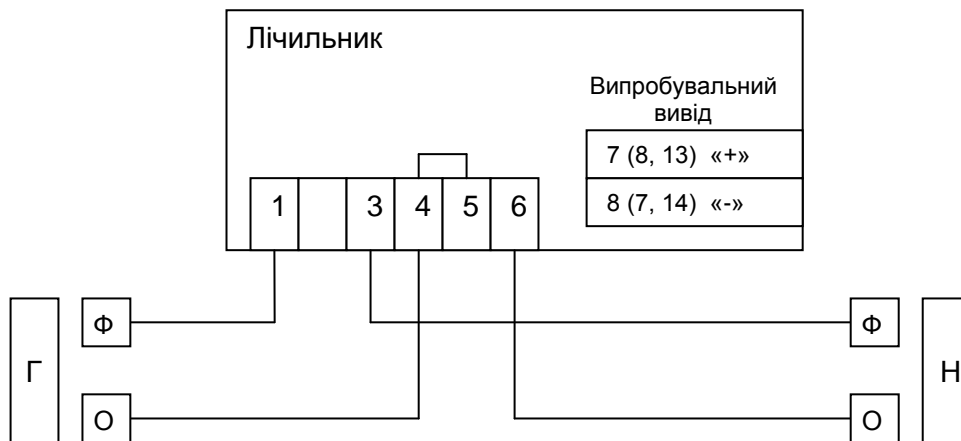 Лічильник
Випробувальний
вивід
7 (8, 13) «+»
8 (7, 14) «-»
1 3 4 5 6
Ф Ф
Г Н
О О